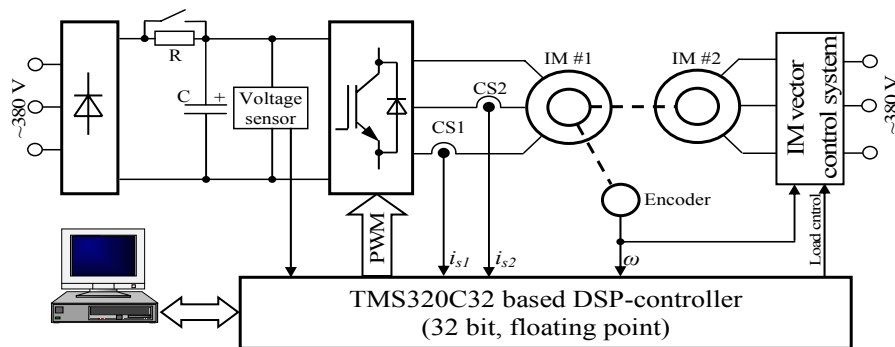 ~380 V
R
C
+
Voltage
sensor
IM #1
CS2
CS1
IM #2
IM vector
control system
~380 V
Encoder
PWM
is1
is2
ω
Load cntrol
TMS320C32 based DSP-controller
(32 bit, floating point)